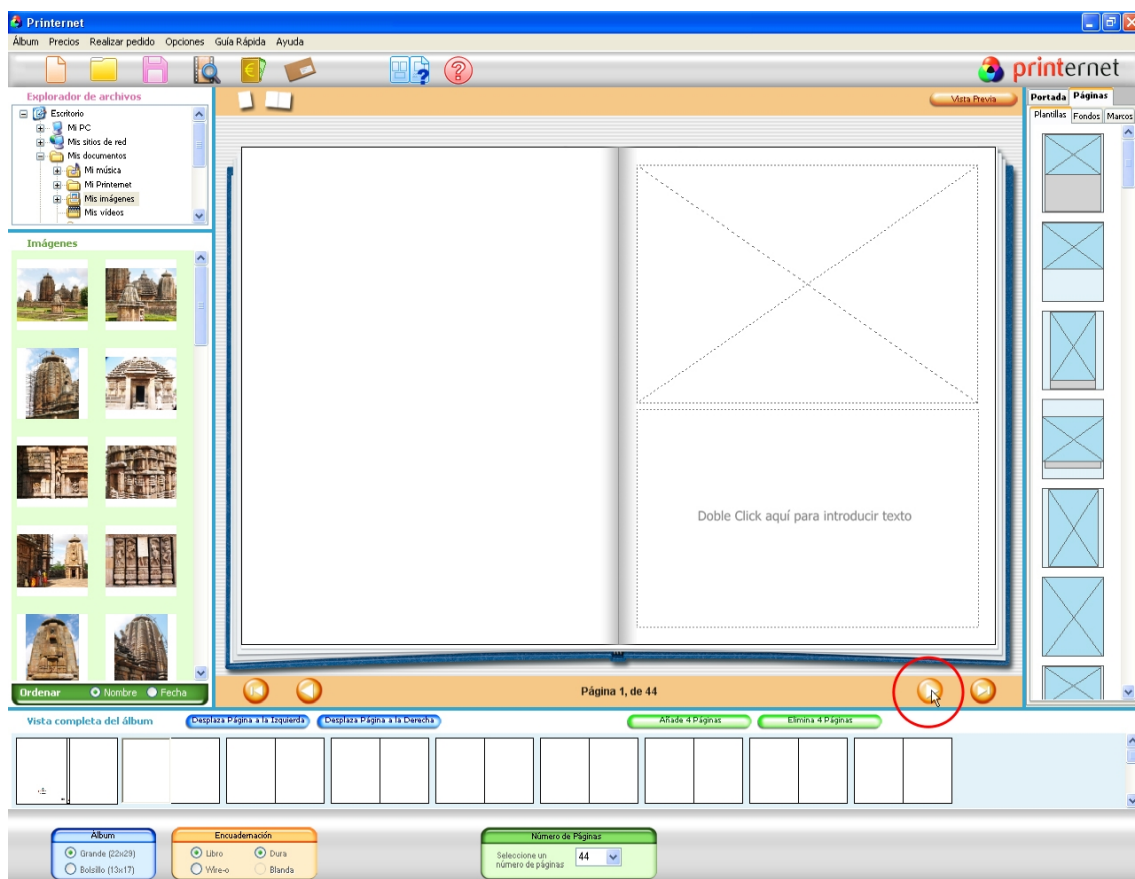 Printernet
Álbum Precios Realizar pedido Opciones Guía Rápida Ayuda
printernet
Explorador de archivos
Escritorio
Mi PC
Mis sitios de red
Mis documentos
Mi música
Mi Printernet
Mis imágenes
Mis vídeos
Vista Previa
Portada Páginas
Plantillas Fondos Marcos
Imágenes
Doble Click aquí para introducir texto
Ordenar Nombre Fecha
Página 1, de 44
Vista completa del álbum
Desplaza Página a la Izquierda
Desplaza Página a la Derecha
Añade 4 Páginas
Elimina 4 Páginas
Álbum
Grande (22x29)
Bolsillo (13x17)
Encuadernación
Libro Dura
Wire-o Blanda
Número de Páginas
Seleccione un
número de páginas
44